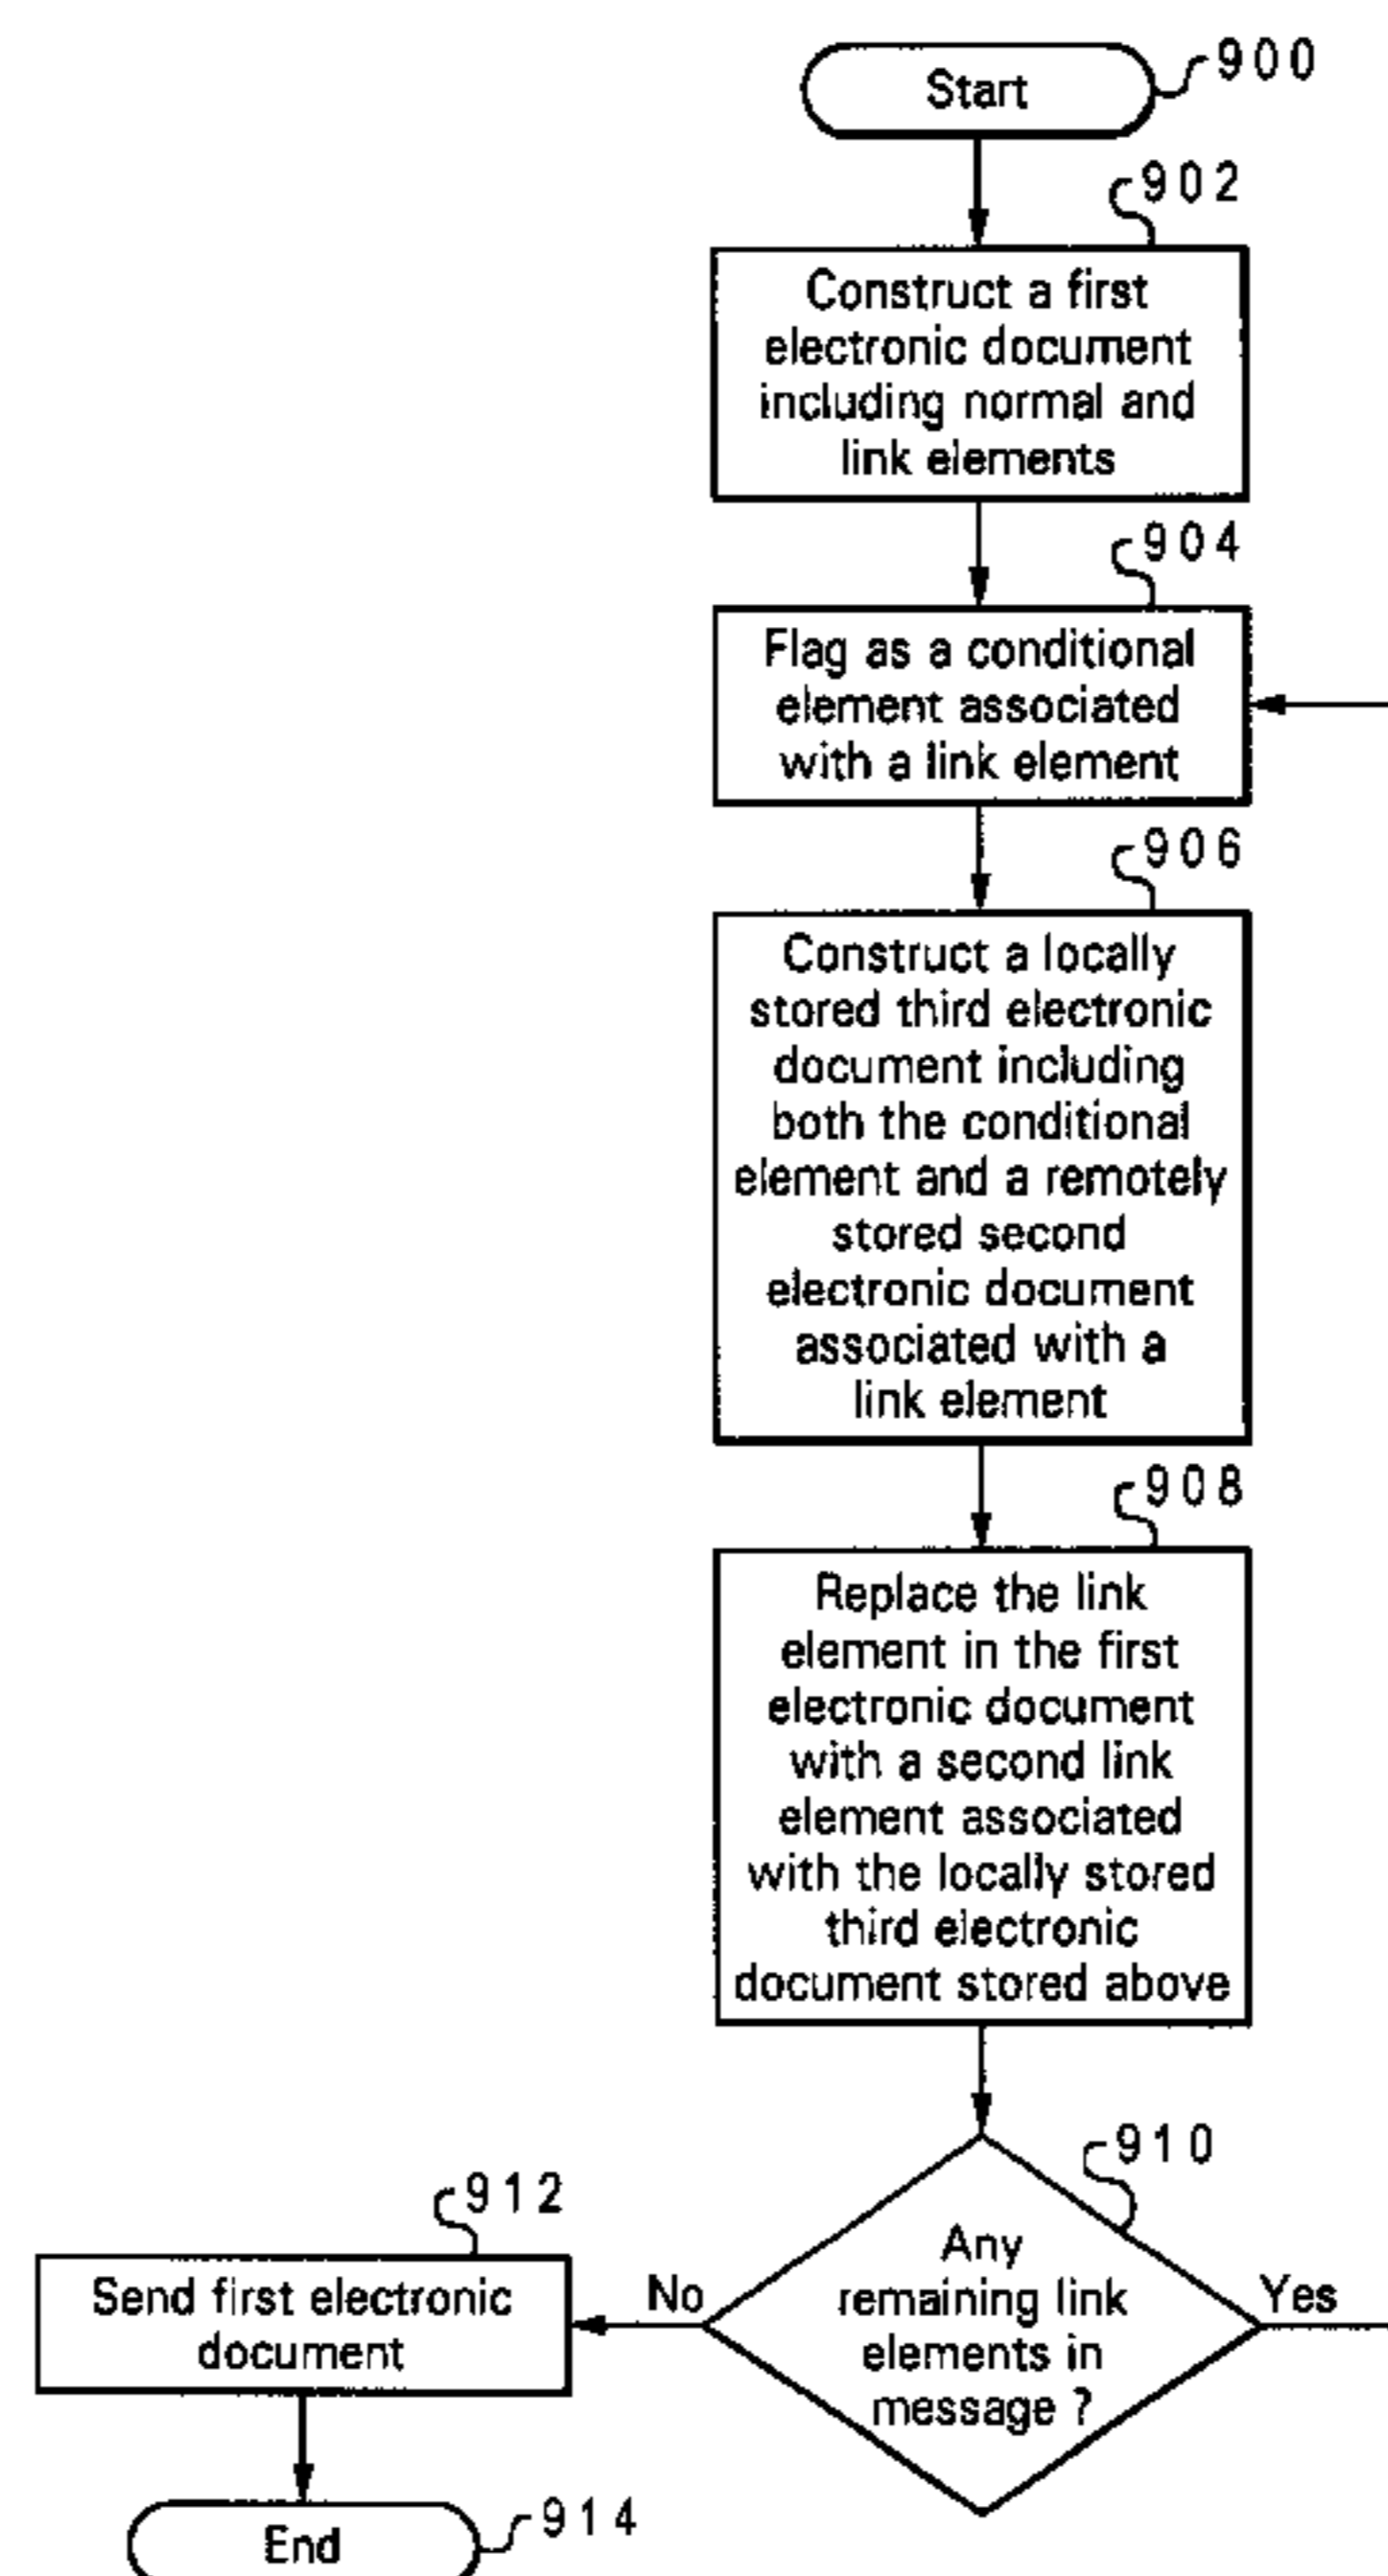 Start
900
902
Construct a first
electronic document
including normal and
link elements
904
Flag as a conditional
element associated
with a link element
906
Construct a locally
stored third electronic
document including
both the conditional
element and a remotely
stored second
electronic document
associated with a
link element
908
Replace the link
element in the first
electronic document
with a second link
element associated
with the locally stored
third electronic
document stored above
910
Any
remaining link
elements in
message ?
No
Yes
912
Send first electronic
document
End
914